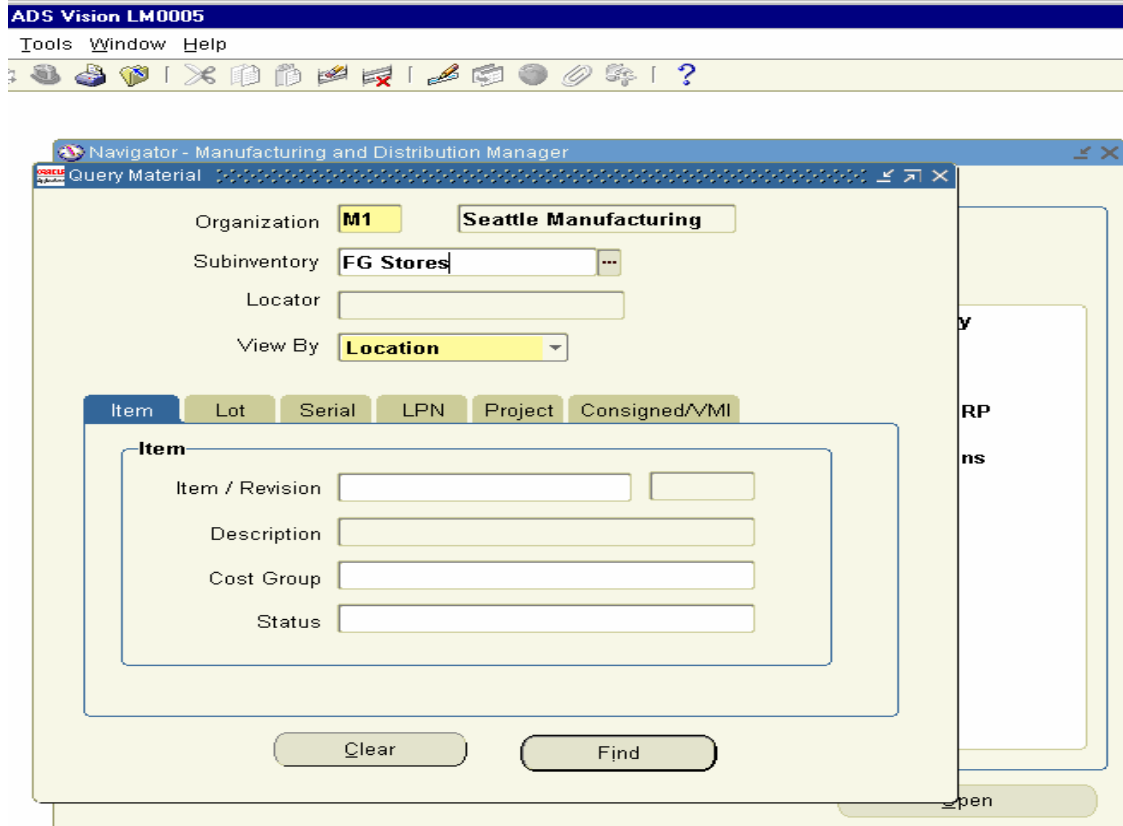 ADS Vision LM0005
Tools Window Help
Navigator - Manufacturing and Distribution Manager
Query Material
Organization M1 Seattle Manufacturing
Subinventory FG Stores ...
Locator
View By Location
y
Item Lot Serial LPN Project Consigned/VMI
RP
Item
ns
Item / Revision
Description
Cost Group
Status
Clear Find
pen